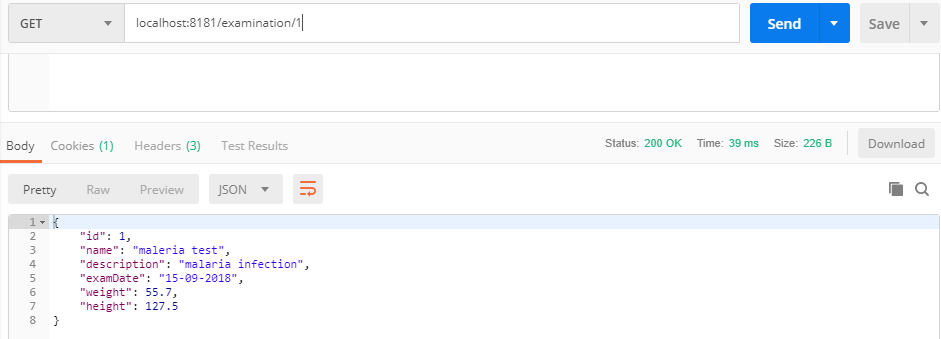 GET localhost:8181/examination/1 Send Save
Body Cookies (1) Headers (3) Test Results Status: 200 OK Time: 39 ms Size: 226 B Download
Pretty Raw Preview JSON
1 {
2 "id": 1,
3 "name": "maleria test",
4 "description": "malaria infection",
5 "examDate": "15-09-2018",
6 "weight": 55.7,
7 "height": 127.5
8 }